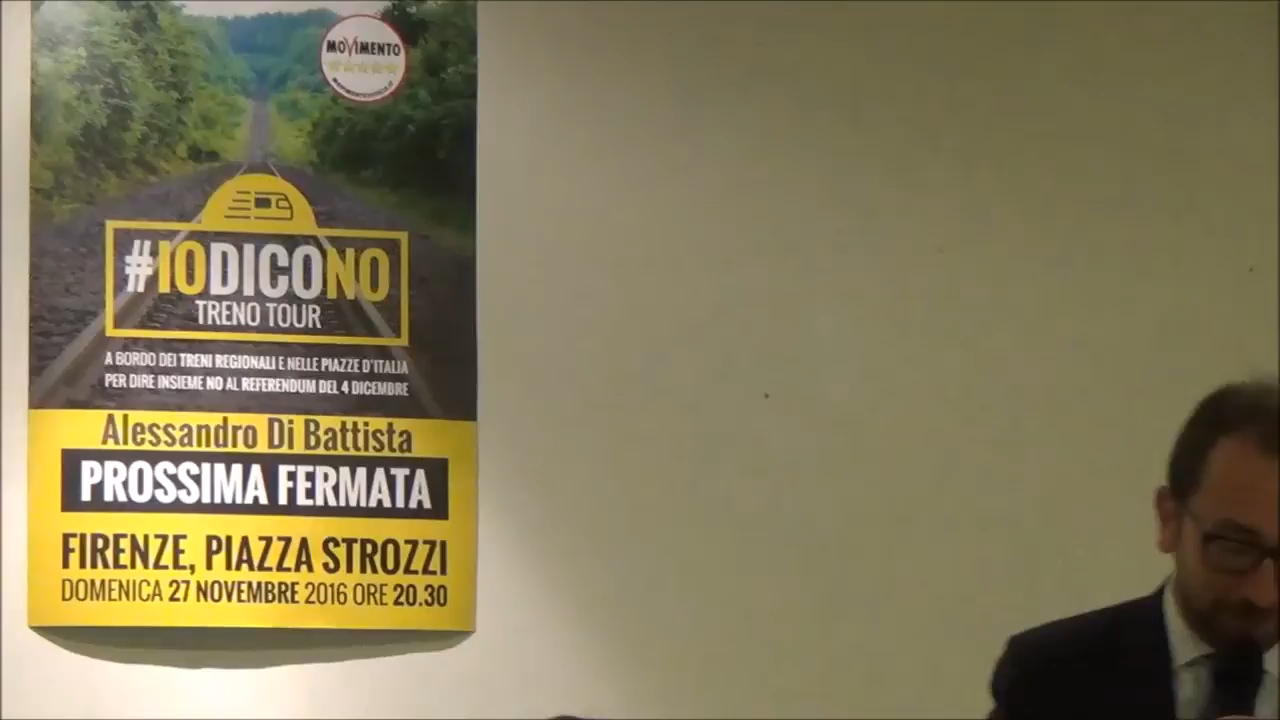 MOVIMENTO
#IODICONO
TRENO TOUR
A BORDO DEI TRENI REGIONALI E NELLE PIAZZE D'ITALIA
PER DIRE INSIEME NO AL REFERENDUM DEL 4 DICEMBRE
Alessandro Di Battista
PROSSIMA FERMATA
FIRENZE, PIAZZA STROZZI
DOMENICA 27 NOVEMBRE 2016 ORE 20.30